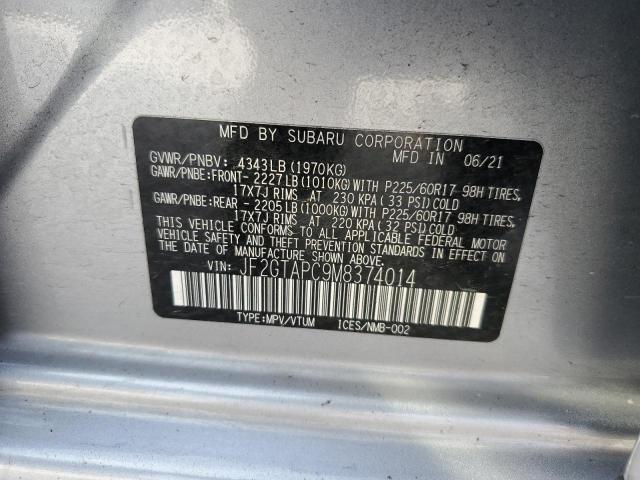 MFD BY SUBARU CORPORATION
MFD IN 06/21
GVWR/PNBV: 4343LB (1970KG)
GAWR/PNBE:FRONT- 2227LB (1010KG) WITH P225/60R17 98H TIRES,
17X7J RIMS AT 230 KPA (33 PSI) COLD
GAWR/PNBE:REAR - 2205LB (1000KG) WITH P225/60R17 98H TIRES,
17X7J RIMS AT 220 KPA (32 PSI) COLD
THIS VEHICLE CONFORMS TO ALL APPLICABLE FEDERAL MOTOR
VEHICLE SAFETY AND THEFT PREVENTION STANDARDS IN EFFECT ON
THE DATE OF MANUFACTURE SHOWN ABOVE.
VIN: JF2GTAPC9M8374014
TYPE:MPV/VTUM ICES/NMB-002